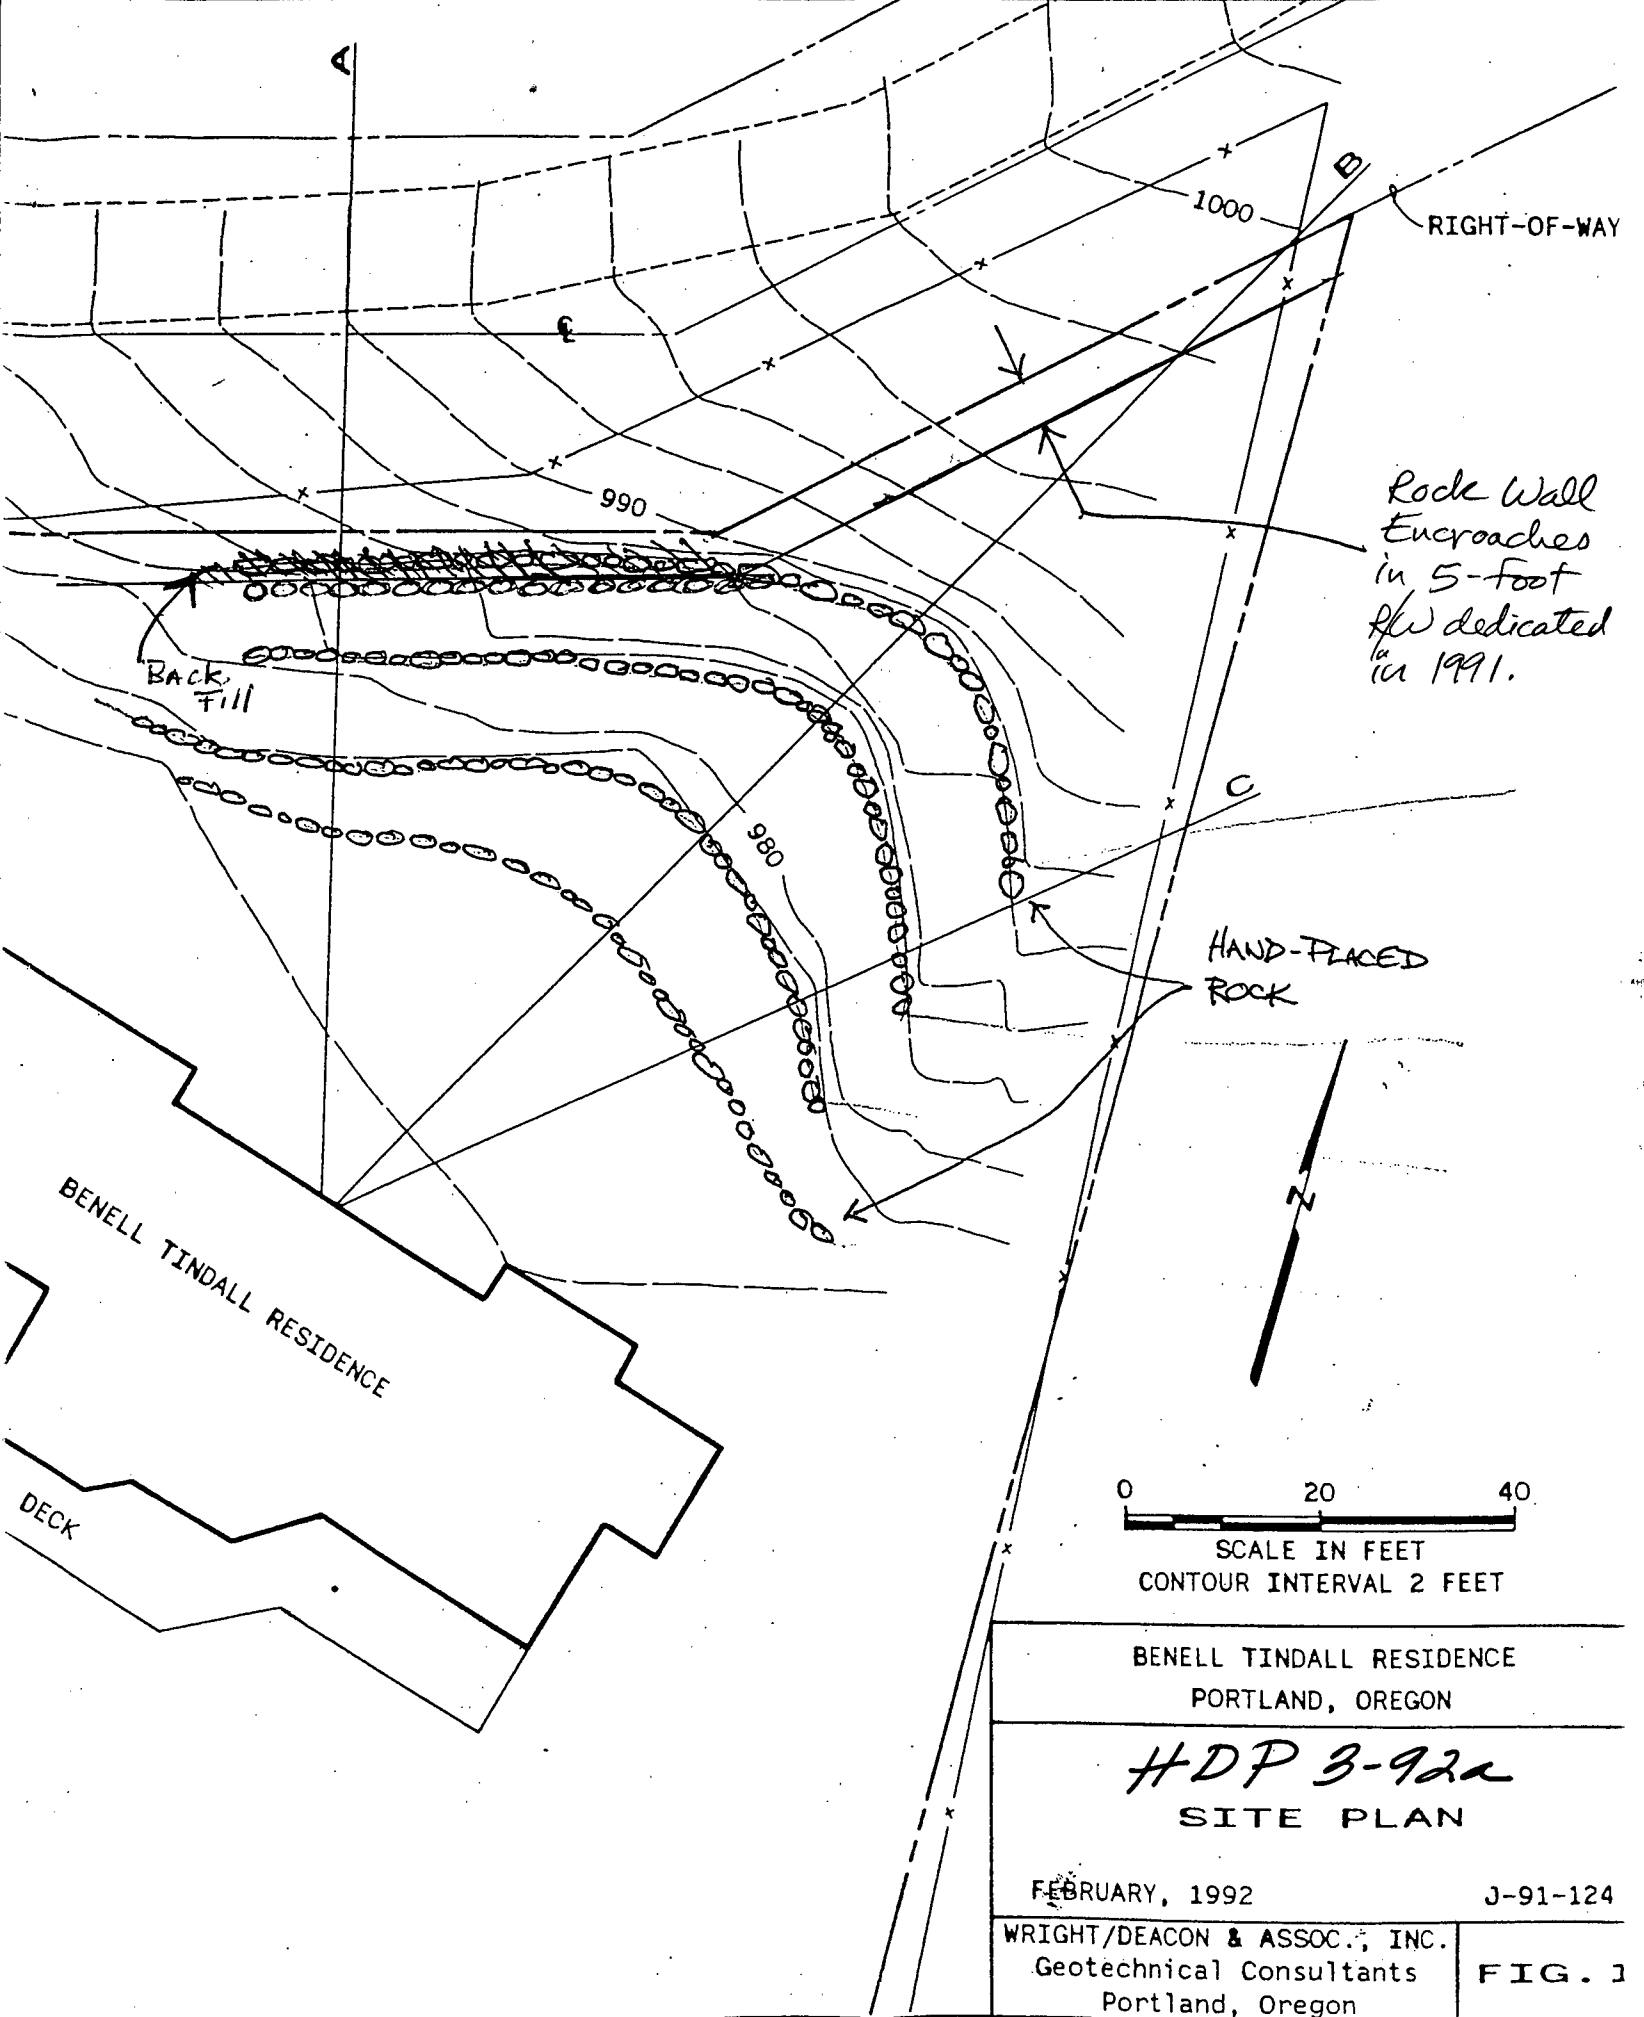 A
B
1000
RIGHT-OF-WAY
℄
990
Rock Wall
Encroaches
in 5-foot
R/W dedicated
in 1991.
BACK
Fill
C
980
HAND-PLACED
ROCK
N
BENELL TINDALL RESIDENCE
DECK
0 20 40
SCALE IN FEET
CONTOUR INTERVAL 2 FEET
BENELL TINDALL RESIDENCE
PORTLAND, OREGON
HDP 3-92a
SITE PLAN
FEBRUARY, 1992 J-91-124
WRIGHT/DEACON & ASSOC., INC.
Geotechnical Consultants
Portland, Oregon
FIG. 1